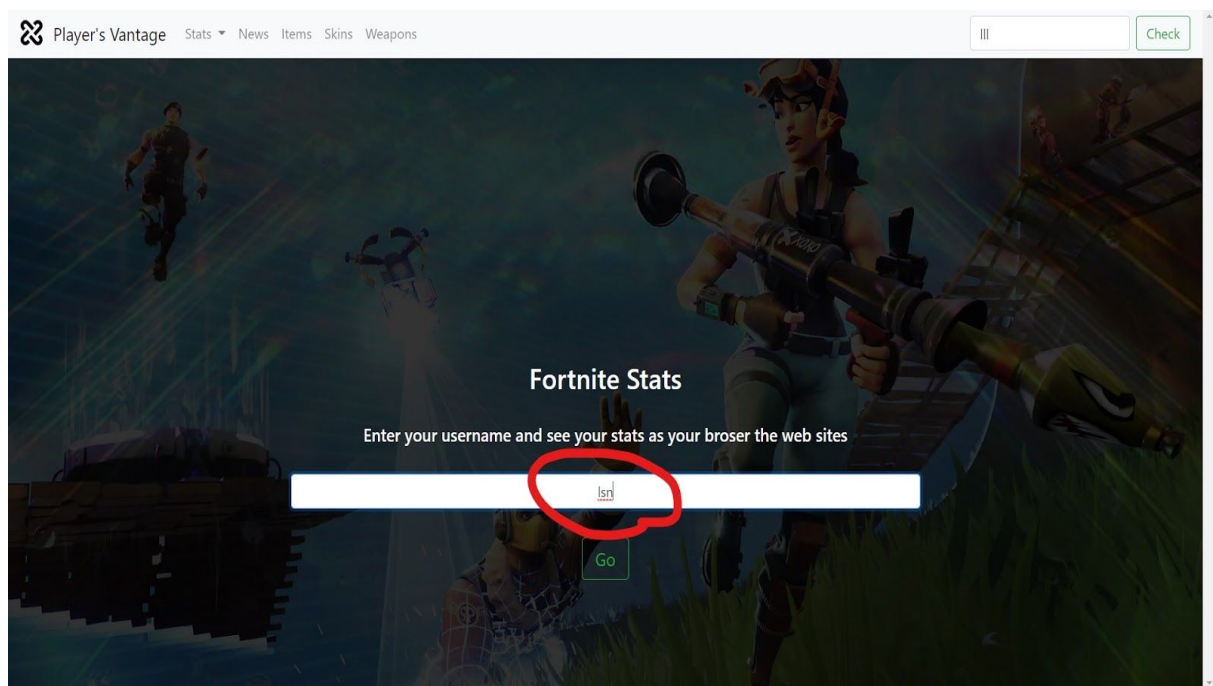 Player's Vantage Stats News Items Skins Weapons lll Check
Fortnite Stats
Enter your username and see your stats as your broser the web sites
lsn
Go